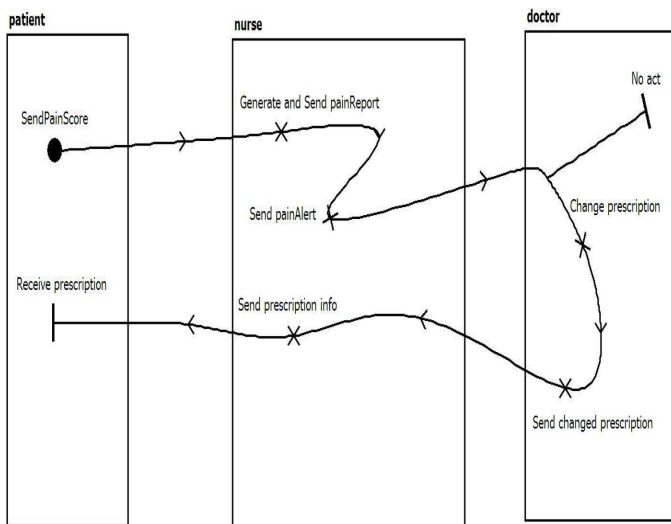 patient
nurse
doctor
No act
SendPainScore
Generate and Send painReport
Send painAlert
Change prescription
Receive prescription
Send prescription info
Send changed prescription